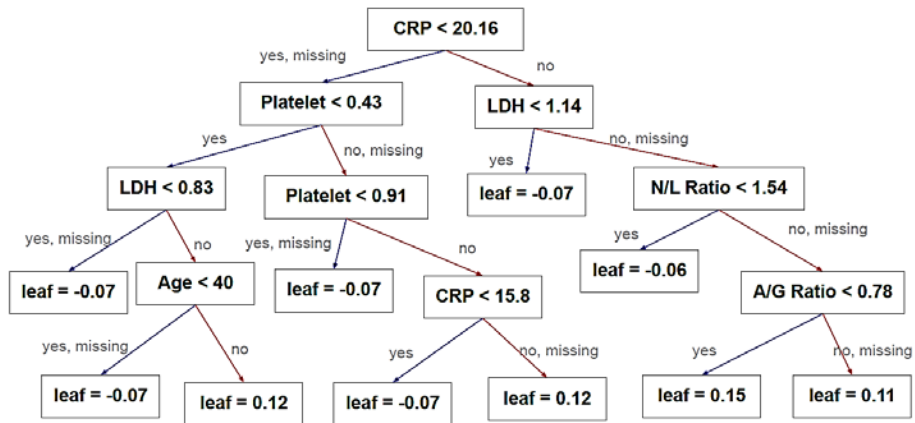 CRP < 20.16
yes, missing
no
Platelet < 0.43
LDH < 1.14
yes
no, missing
yes
no, missing
LDH < 0.83
Platelet < 0.91
leaf = -0.07
N/L Ratio < 1.54
yes, missing
no
yes, missing
no
yes
no, missing
leaf = -0.07
Age < 40
leaf = -0.07
CRP < 15.8
leaf = -0.06
A/G Ratio < 0.78
yes, missing
no
yes
no, missing
yes
no, missing
leaf = -0.07
leaf = 0.12
leaf = -0.07
leaf = 0.12
leaf = 0.15
leaf = 0.11